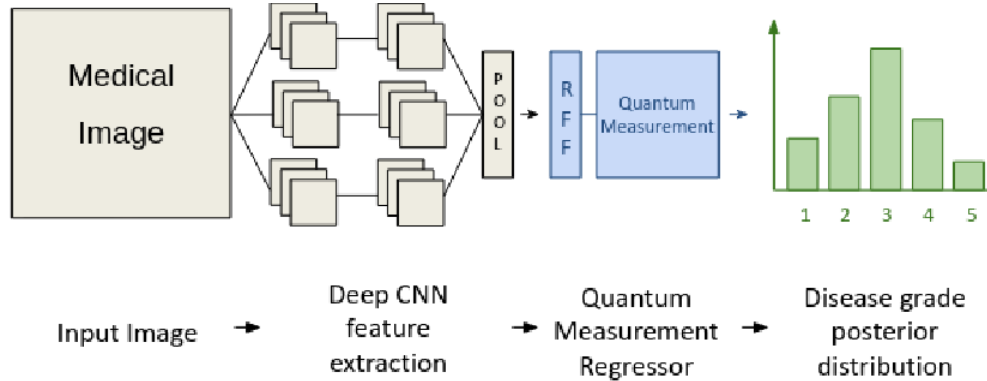 Medical
Image
P
O
O
L
R
F
F
Quantum
Measurement
1 2 3 4 5
Input Image
Deep CNN
feature
extraction
Quantum
Measurement
Regressor
Disease grade
posterior
distribution